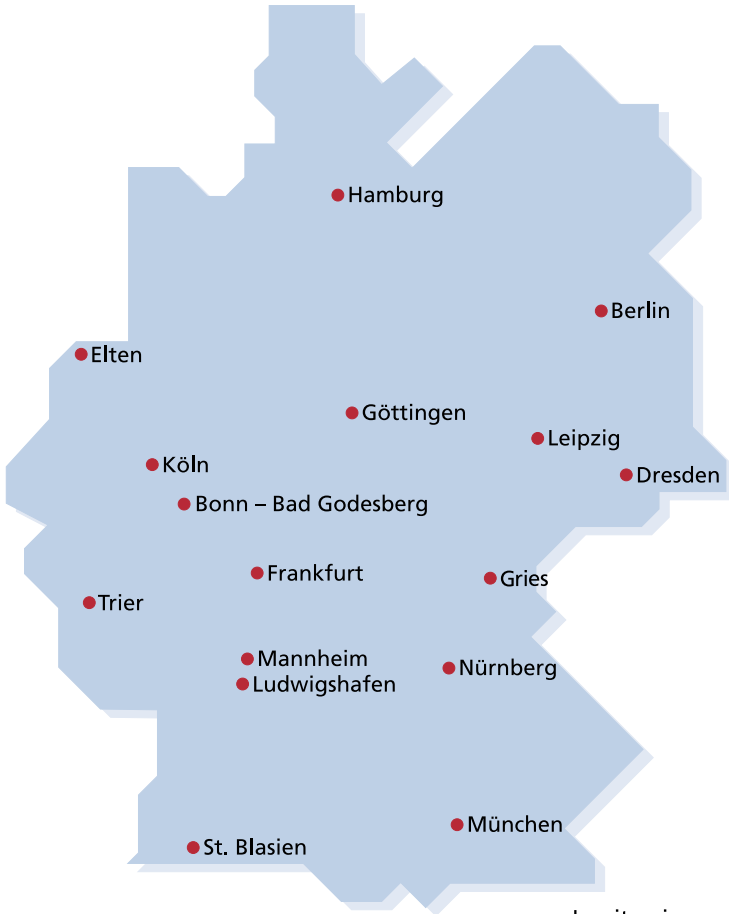 Hamburg
Berlin
Elten
Göttingen
Leipzig
Köln
Dresden
Bonn – Bad Godesberg
Frankfurt
Gries
Trier
Mannheim
Nürnberg
Ludwigshafen
München
St. Blasien